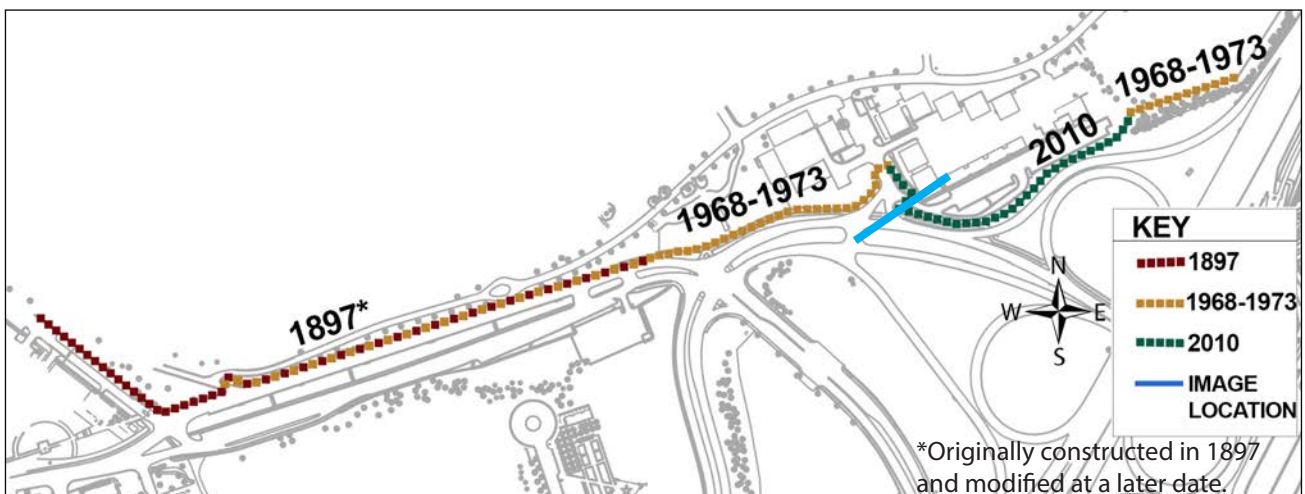 1968-1973
2010
1968-1973
1897*
KEY
1897
1968-1973
2010
IMAGE
LOCATION
N
W
E
S
*Originally constructed in 1897
and modified at a later date.